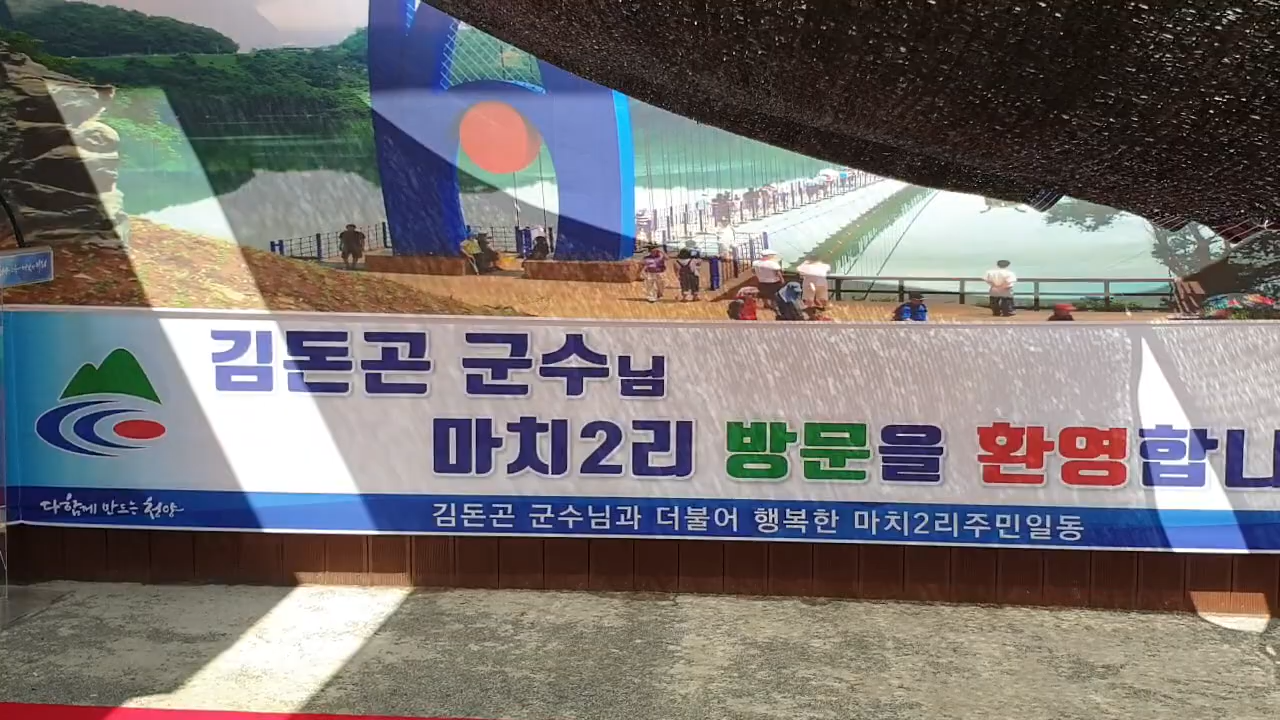 김돈곤 군수님
마치2리 방문을 환영합니
다함께 만드는 청양
김돈곤 군수님과 더불어 행복한 마치2리주민일동